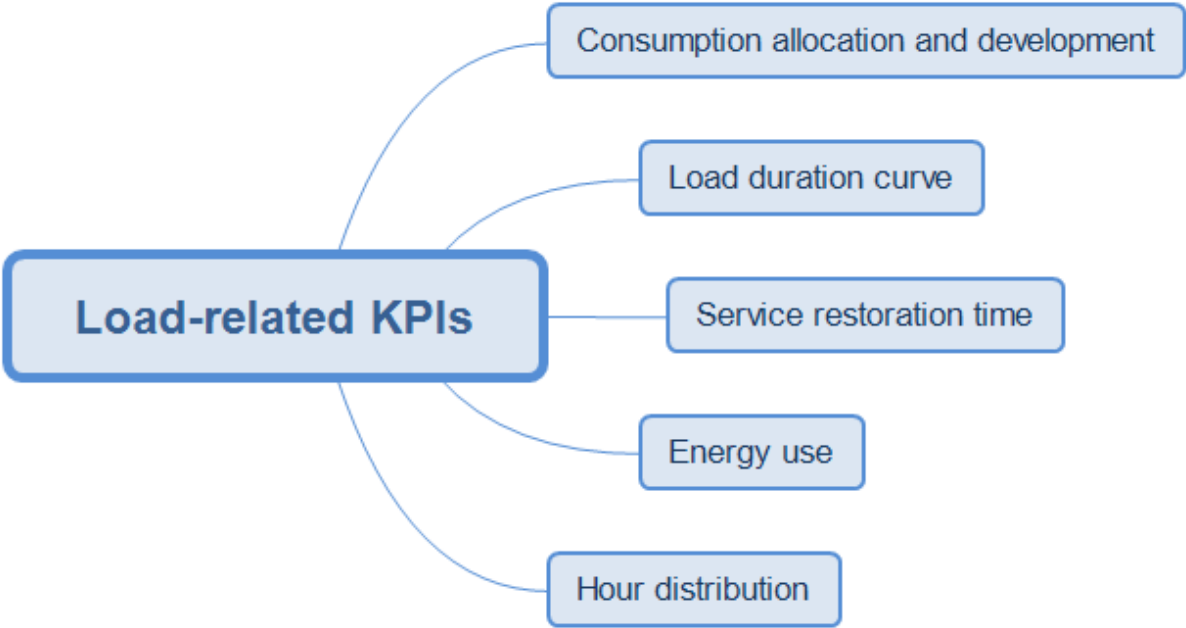 Consumption allocation and development
Load duration curve
Load-related KPIs
Service restoration time
Energy use
Hour distribution